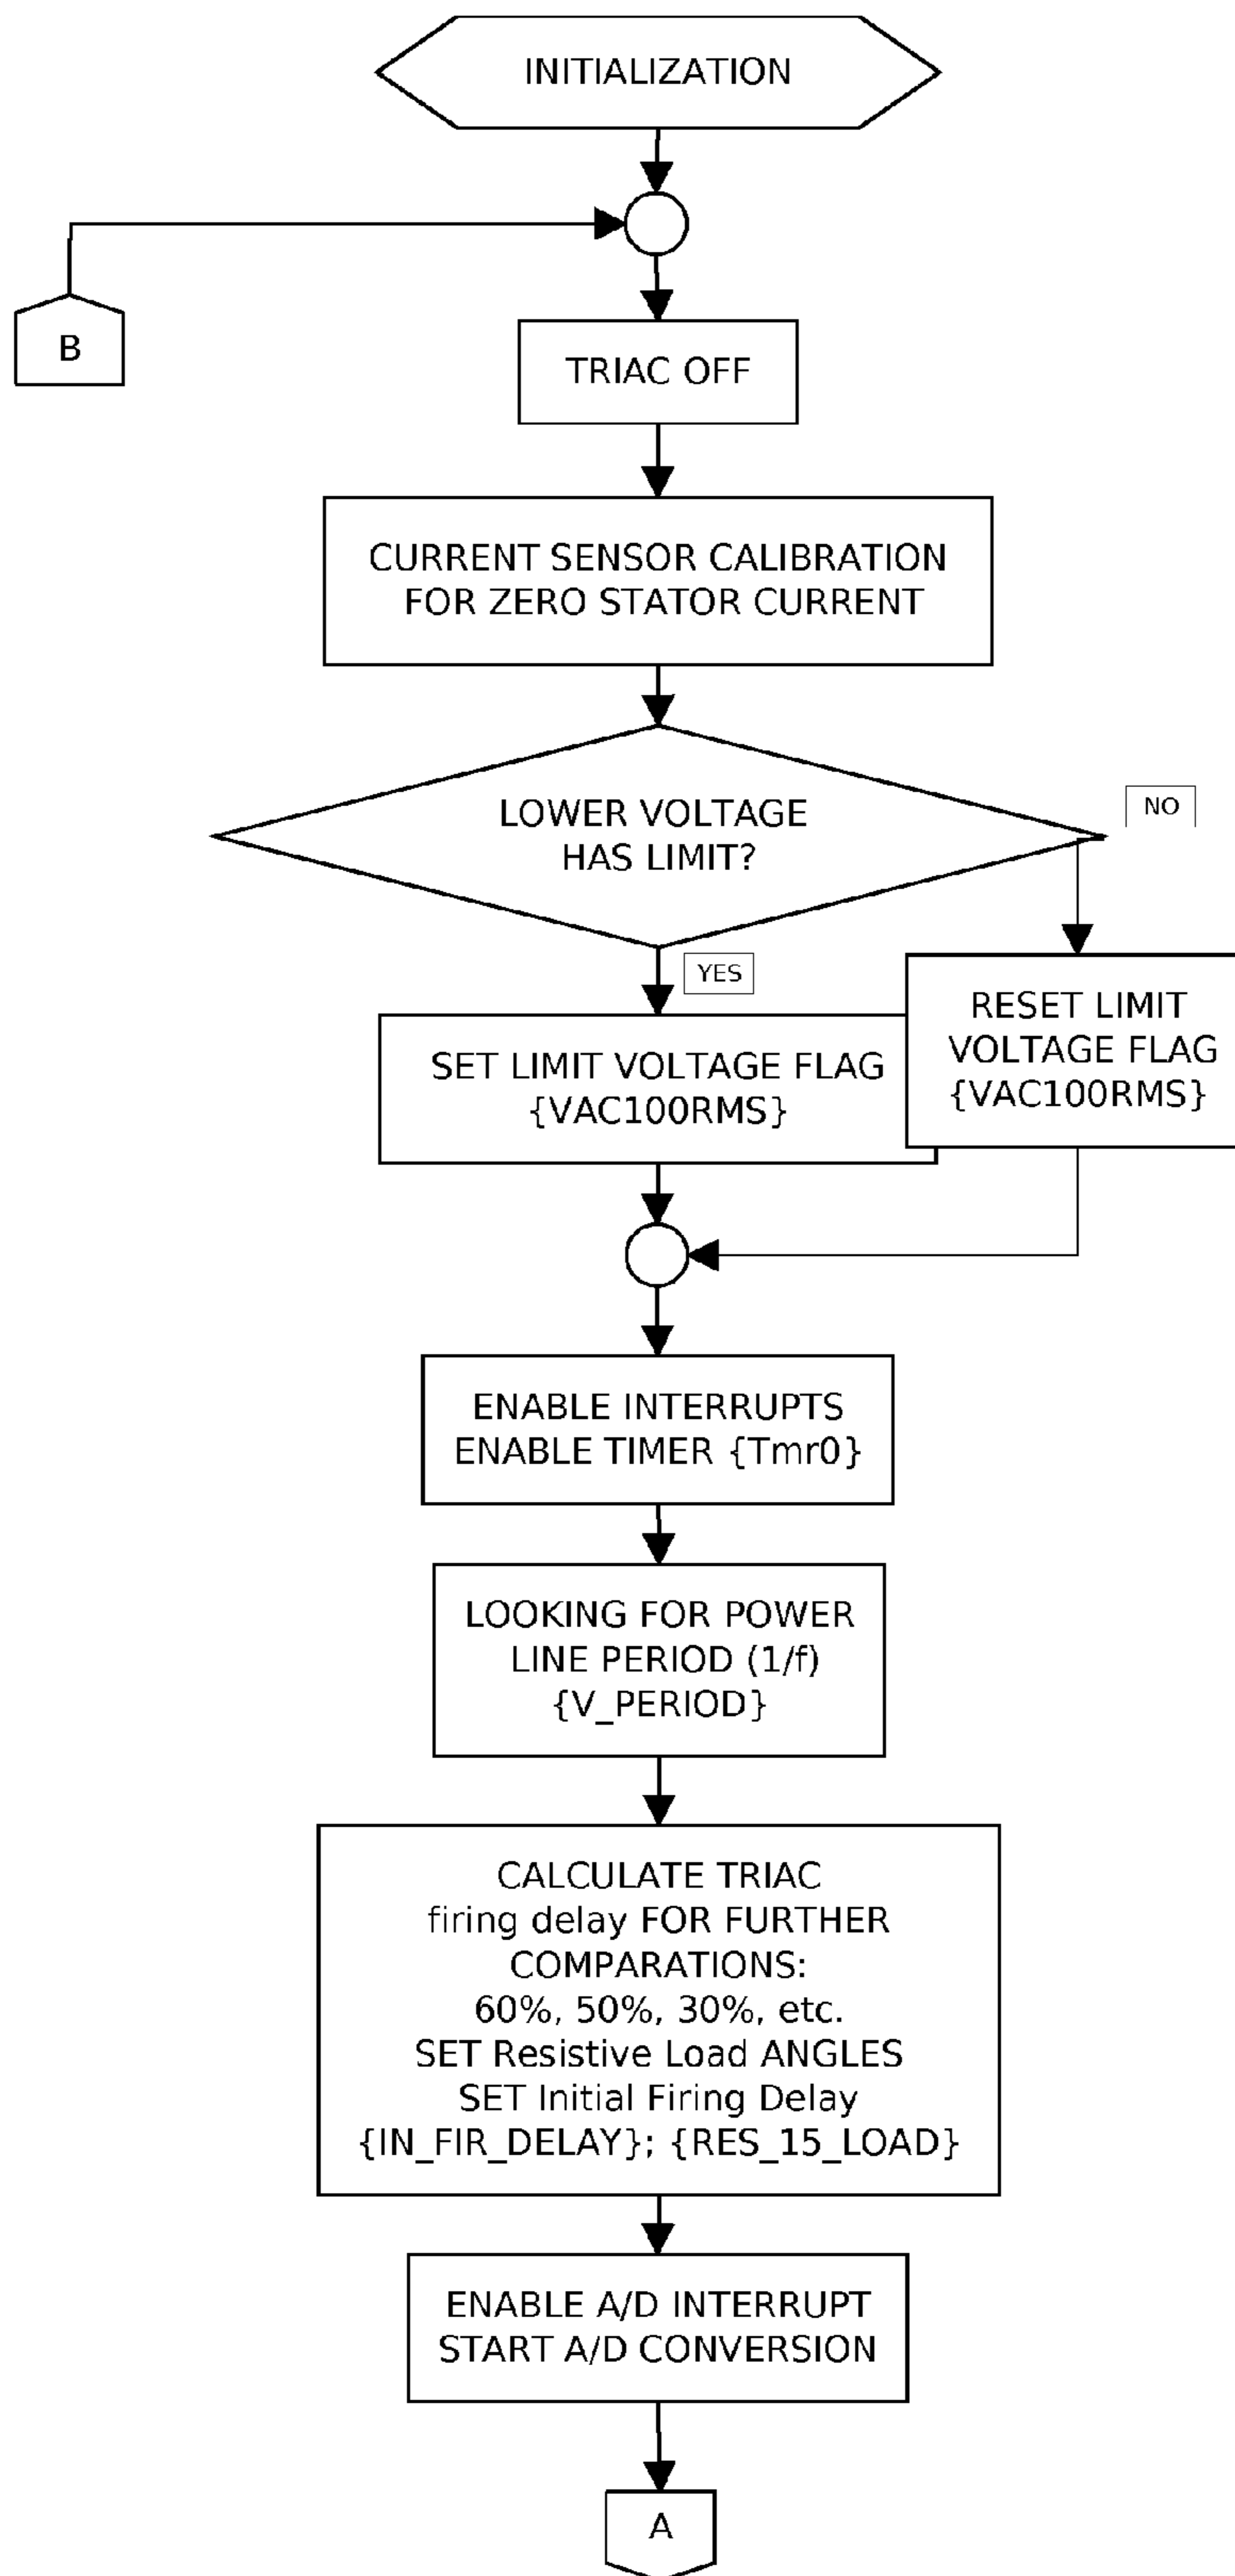 INITIALIZATION
B
TRIAC OFF
CURRENT SENSOR CALIBRATION
FOR ZERO STATOR CURRENT
LOWER VOLTAGE
HAS LIMIT?
NO
YES
RESET LIMIT
VOLTAGE FLAG
{VAC100RMS}
SET LIMIT VOLTAGE FLAG
{VAC100RMS}
ENABLE INTERRUPTS
ENABLE TIMER {Tmr0}
LOOKING FOR POWER
LINE PERIOD (1/f)
{V_PERIOD}
CALCULATE TRIAC
firing delay FOR FURTHER
COMPARATIONS:
60%, 50%, 30%, etc.
SET Resistive Load ANGLES
SET Initial Firing Delay
{IN_FIR_DELAY}; {RES_15_LOAD}
ENABLE A/D INTERRUPT
START A/D CONVERSION
A